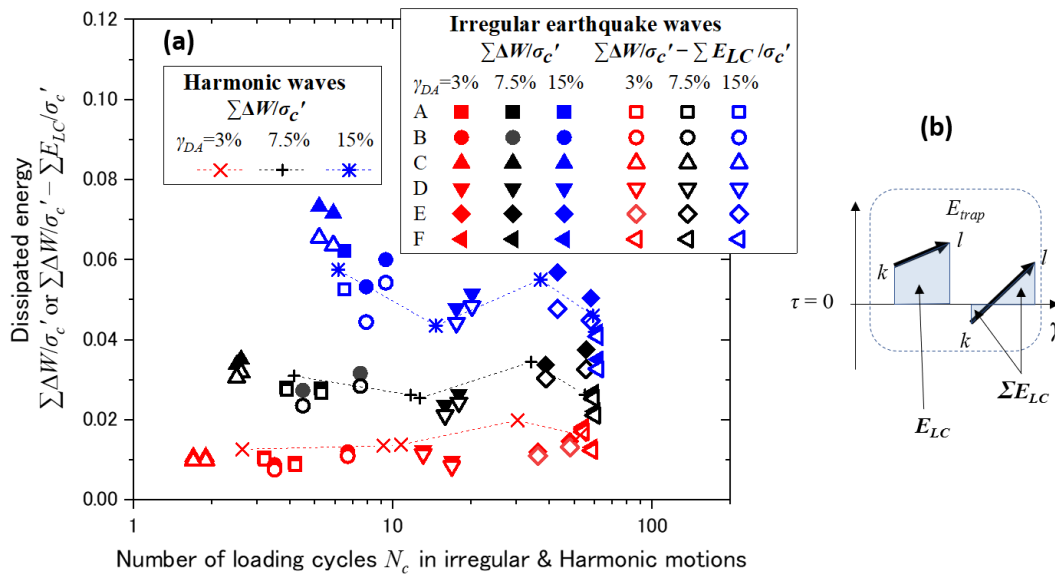 (a)
Harmonic waves
∑ΔW/σc′
γDA=3% 7.5% 15%
Irregular earthquake waves
∑ΔW/σc′ ∑ΔW/σc′ − ∑ELC/σc′
γDA=3% 7.5% 15% 3% 7.5% 15%
A
B
C
D
E
F
Dissipated energy
∑ΔW/σc′ or ∑ΔW/σc′ − ∑ELC/σc′
0.12
0.10
0.08
0.06
0.04
0.02
0.00
1 10 100
Number of loading cycles Nc in irregular & Harmonic motions
(b)
Etrap
k l l
τ = 0
k γ
ELC ΣELC